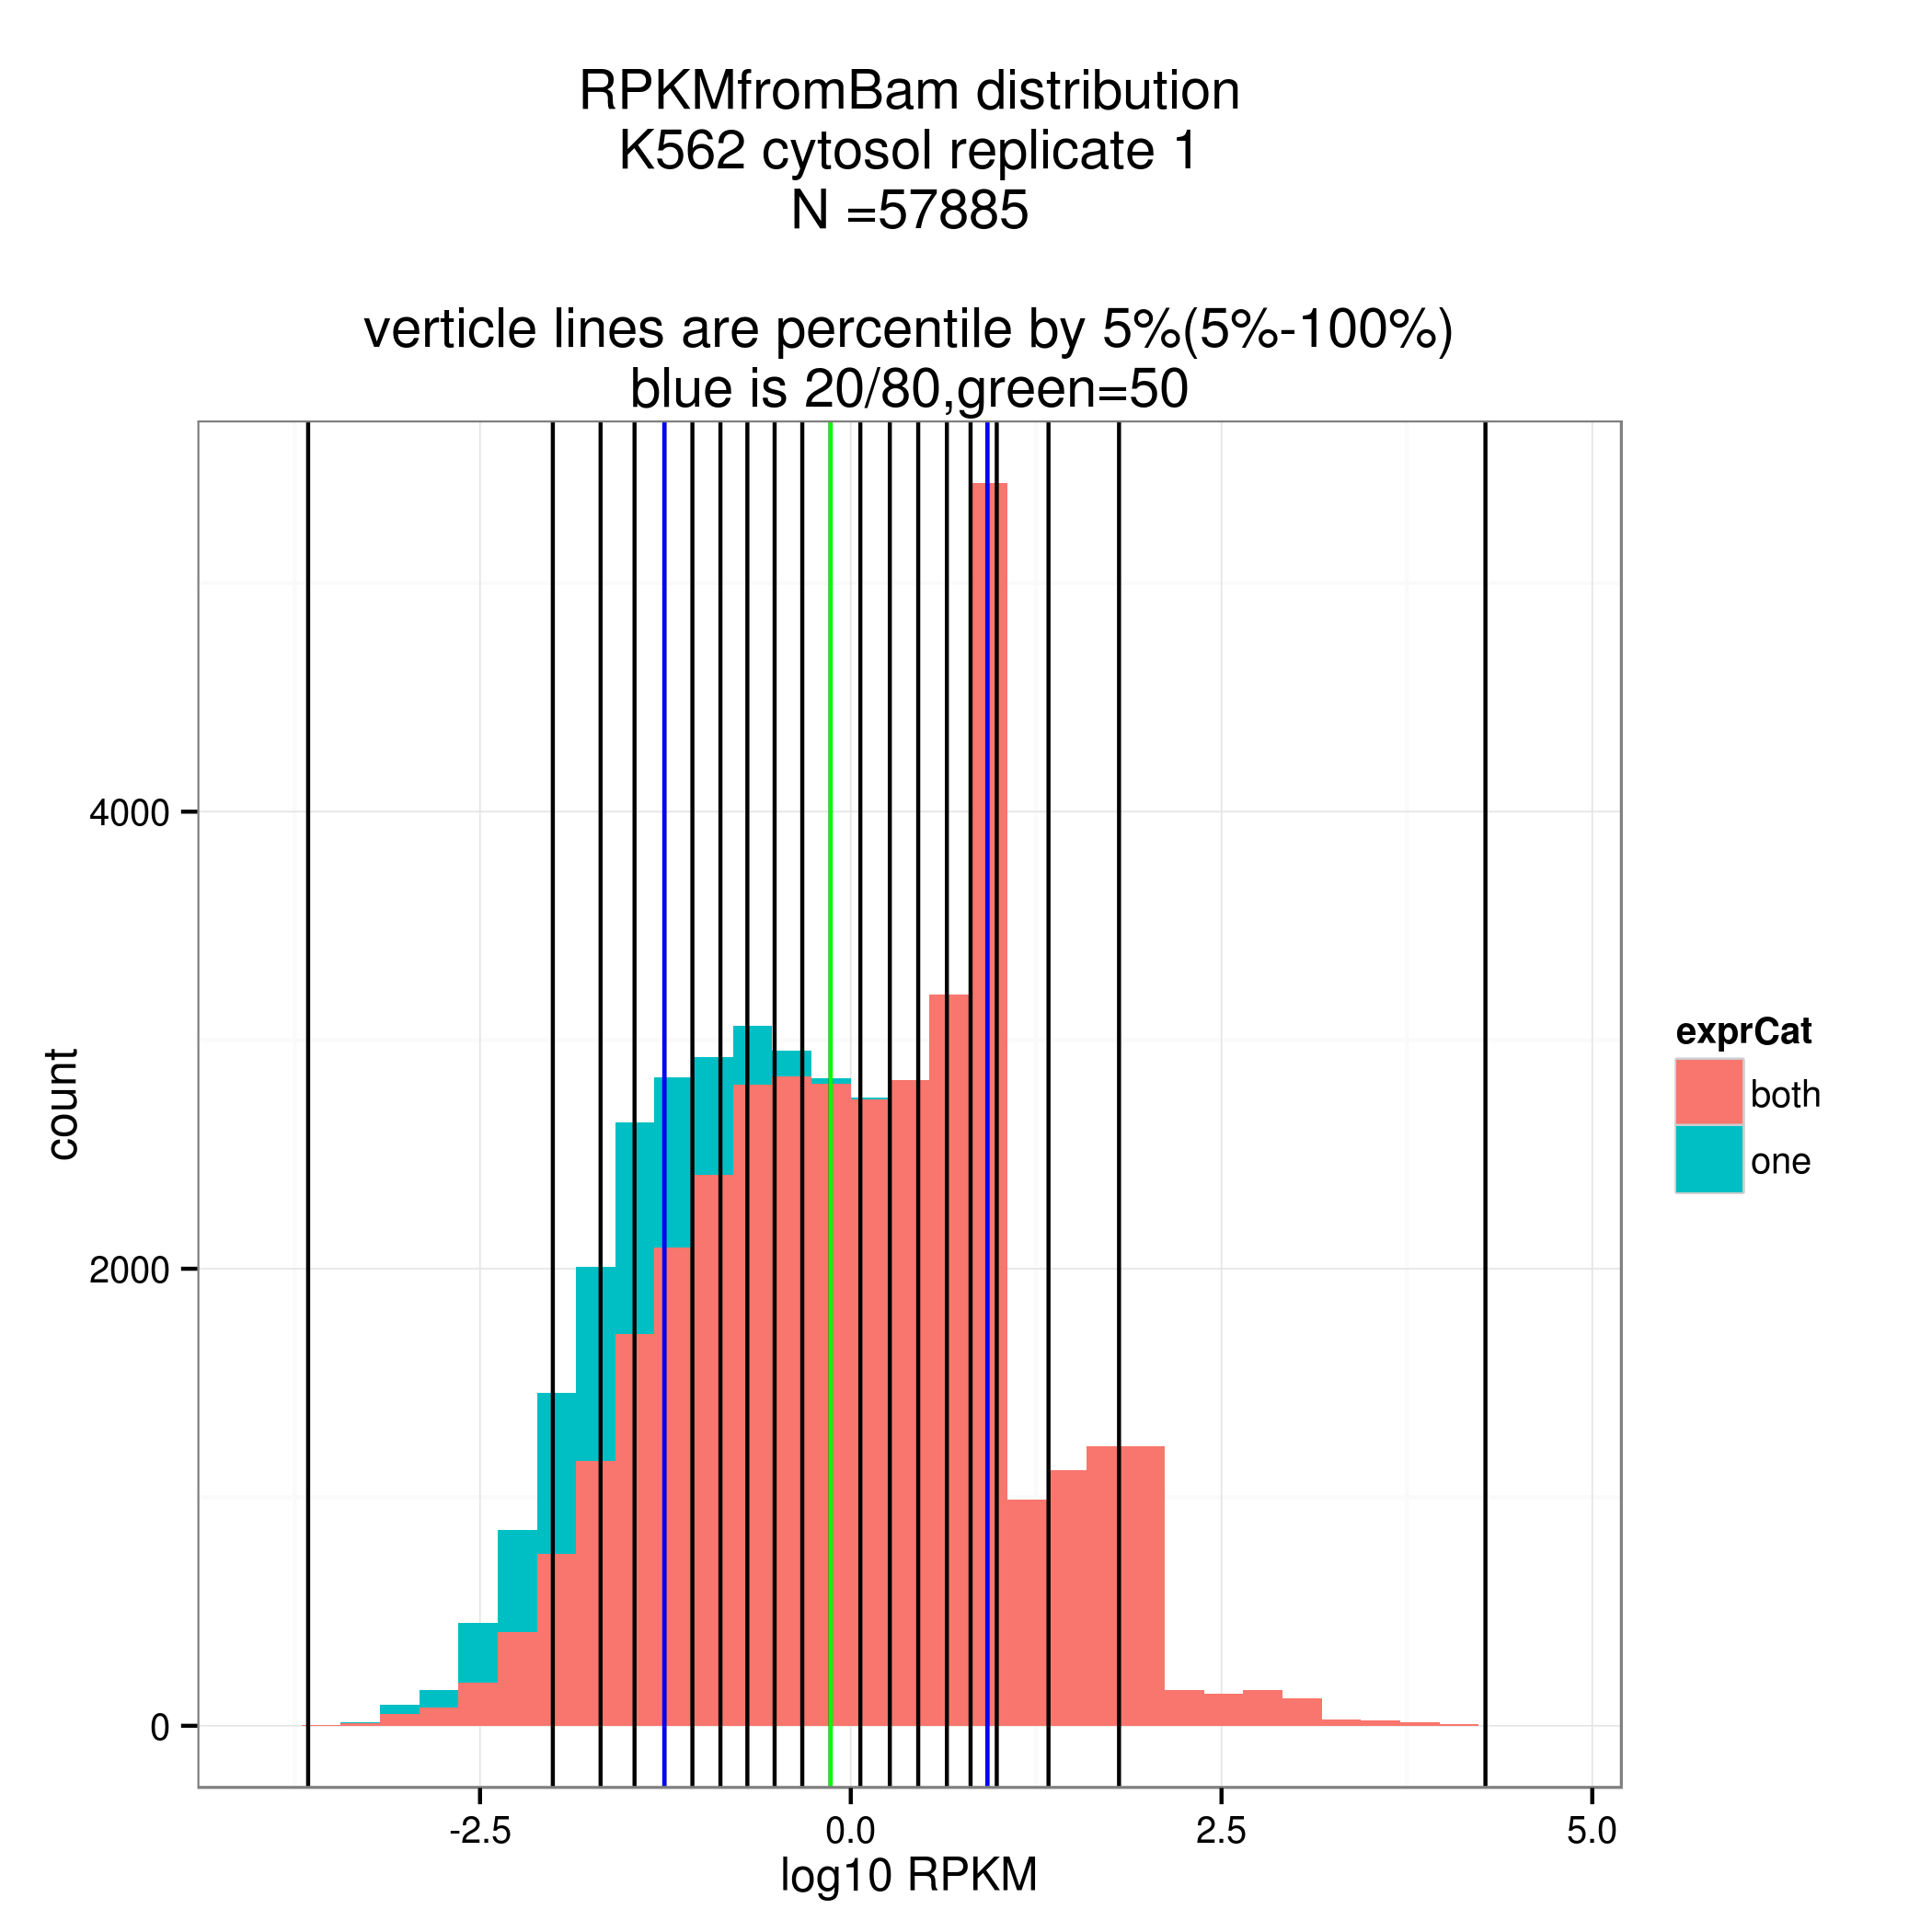 RPKMfromBam distribution
K562 cytosol replicate 1
N =57885
verticle lines are percentile by 5%(5%-100%)
blue is 20/80,green=50
count
4000
2000
0
-2.5
0.0
2.5
5.0
log10 RPKM
exprCat
both
one